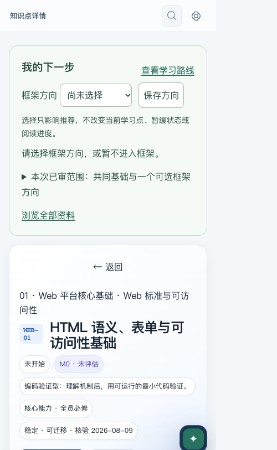 知识点详情
我的下一步
查看学习路线
框架方向 尚未选择 保存方向
选择只影响推荐，不改变当前学习点、暂缓状态或
阅读进度。
请选择框架方向，或暂不进入框架。
▶ 本次已审范围：共同基础与一个可选框架
方向
浏览全部资料
← 返回
01 · Web 平台核心基础 · Web 标准与可访
问性
WEB-
01
HTML 语义、表单与可
访问性基础
未开始 M0 · 未评估
编码验证型：理解机制后，用可运行的最小代码验证。
核心能力 · 全员必修
稳定 · 可迁移 · 核验 2026-08-09